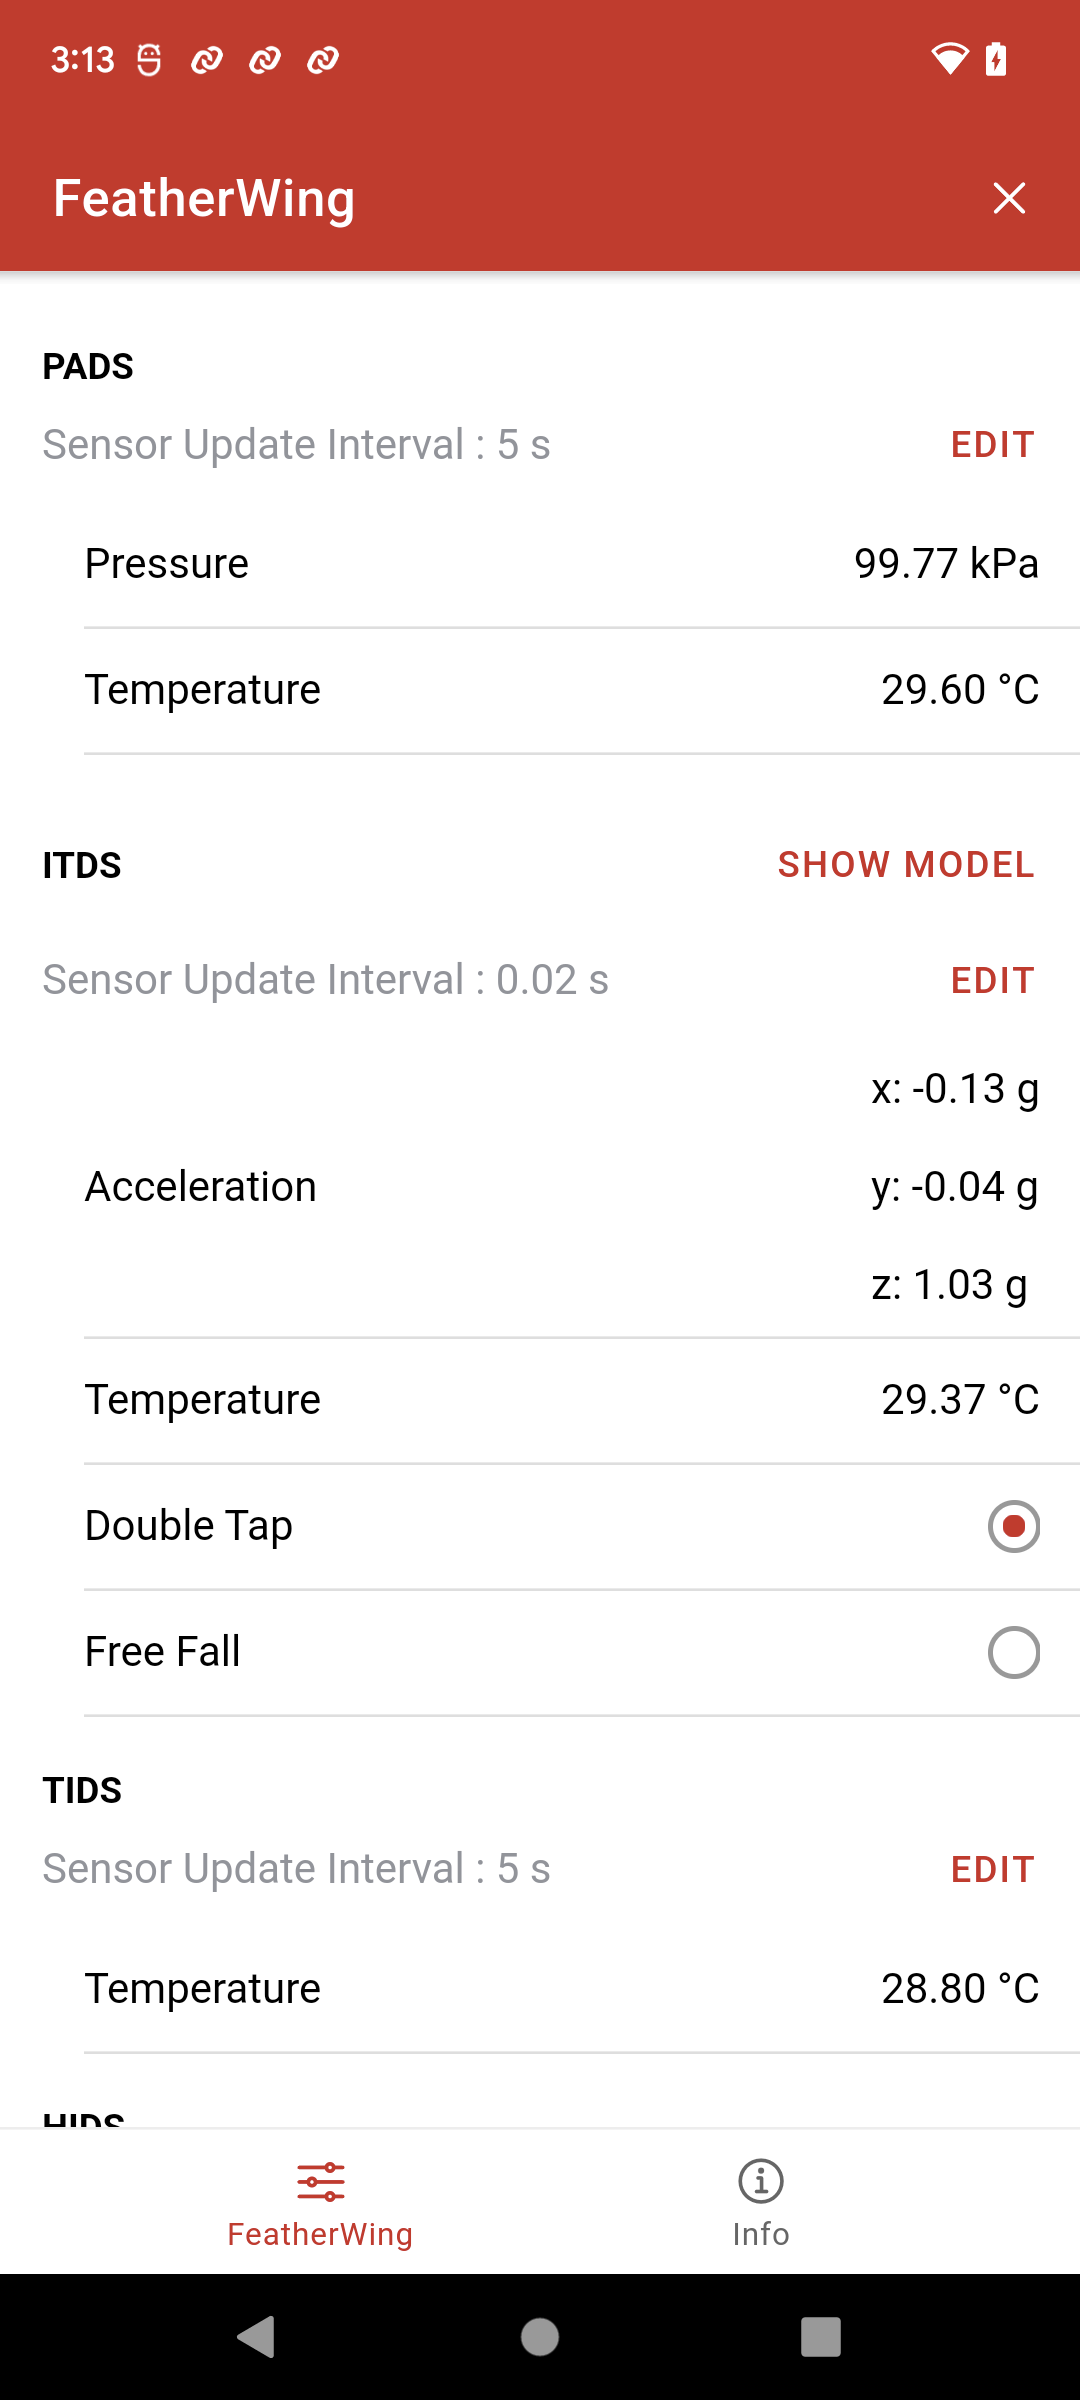 3:13
FeatherWing
PADS
Sensor Update Interval : 5 s EDIT
Pressure 99.77 kPa
Temperature 29.60 °C
ITDS SHOW MODEL
Sensor Update Interval : 0.02 s EDIT
x: -0.13 g
Acceleration y: -0.04 g
z: 1.03 g
Temperature 29.37 °C
Double Tap
Free Fall
TIDS
Sensor Update Interval : 5 s EDIT
Temperature 28.80 °C
HIDS
FeatherWing Info